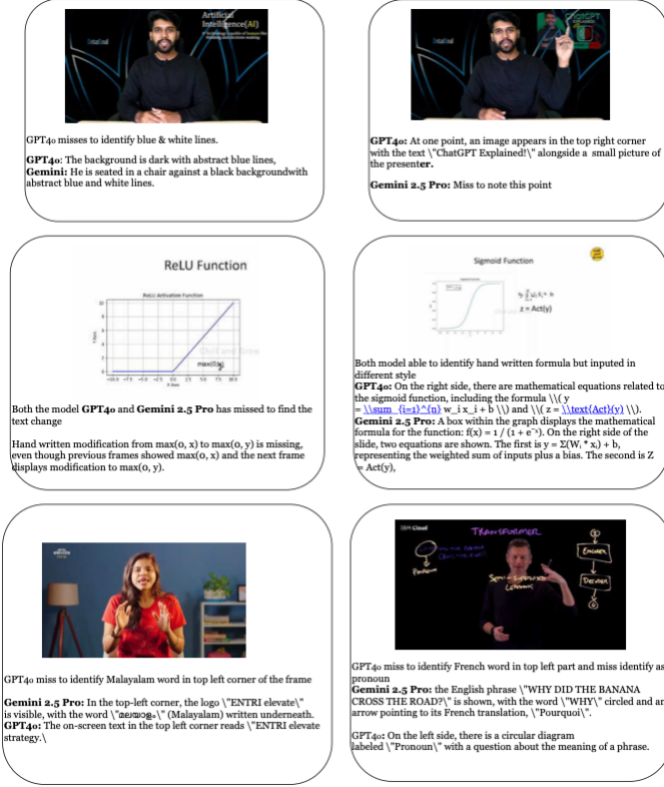 Artificial
Intelligence(AI)
GPT4o misses to identify blue & white lines.
GPT4o: The background is dark with abstract blue lines,
Gemini: He is seated in a chair against a black backgroundwith
abstract blue and white lines.
GPT4o: At one point, an image appears in the top right corner
with the text \"ChatGPT Explained!\" alongside a small picture of
the presenter.
Gemini 2.5 Pro: Miss to note this point
ReLU Function
ReLU Activation Function
Both the model GPT4o and Gemini 2.5 Pro has missed to find the
text change
Hand written modification from max(0, x) to max(0, y) is missing,
even though previous frames showed max(0, x) and the next frame
displays modification to max(0, y).
Sigmoid Function
z = Act(y)
Both model able to identify hand written formula but inputed in
different style
GPT4o: On the right side, there are mathematical equations related to
the sigmoid function, including the formula \\( y
= \\sum_{i=1}^{n} w_i x_i + b \\) and \\( z = \\text{Act}(y) \\).
Gemini 2.5 Pro: A box within the graph displays the mathematical
formula for the function: f(x) = 1 / (1 + e⁻ˣ). On the right side of the
slide, two equations are shown. The first is y = Σ(Wᵢ * xᵢ) + b,
representing the weighted sum of inputs plus a bias. The second is Z
= Act(y),
GPT4o miss to identify Malayalam word in top left corner of the frame
Gemini 2.5 Pro: In the top-left corner, the logo \"ENTRI elevate\"
is visible, with the word (Malayalam) written underneath.
GPT4o: The on-screen text in the top left corner reads \"ENTRI elevate
strategy.\
IBM Cloud
TRANSFORMER
Pronoun
Semi-Supervised
Learning
Encoder
Decoder
GPT4o miss to identify French word in top left part and miss identify as
pronoun
Gemini 2.5 Pro: the English phrase \"WHY DID THE BANANA
CROSS THE ROAD?\" is shown, with the word \"WHY\" circled and an
arrow pointing to its French translation, \"Pourquoi\".
GPT4o: On the left side, there is a circular diagram
labeled \"Pronoun\" with a question about the meaning of a phrase.